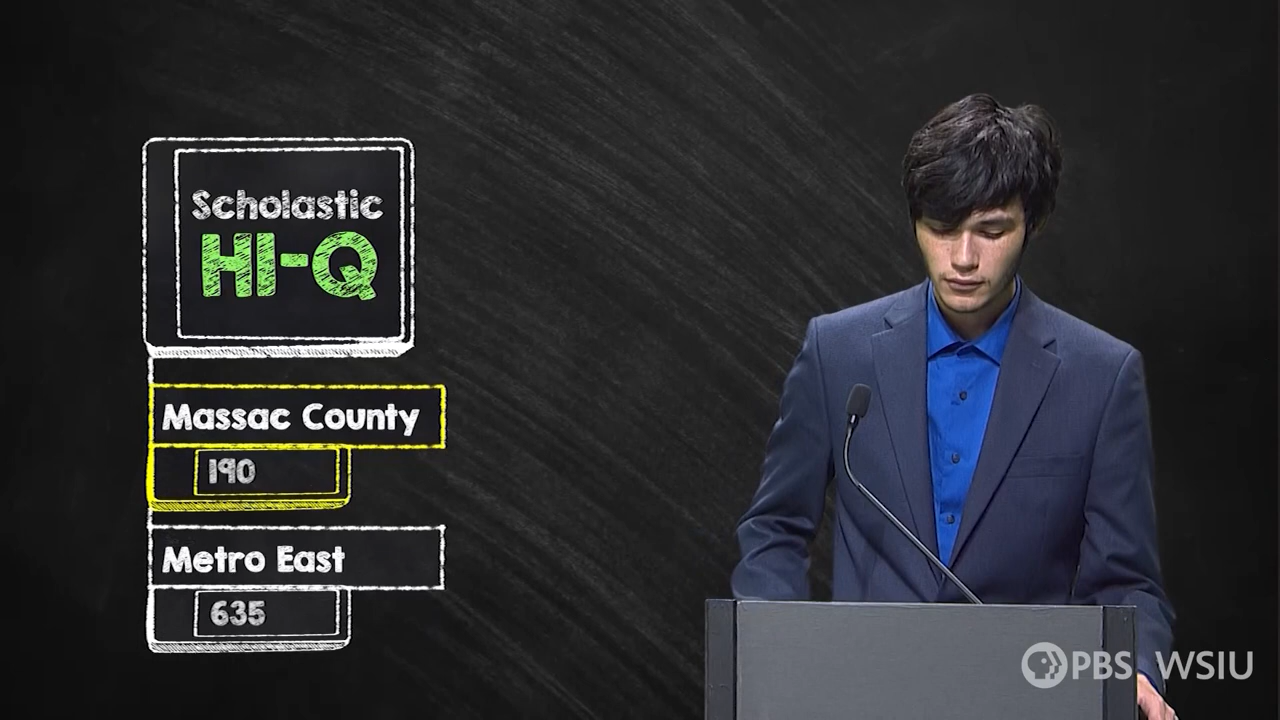 Scholastic
HI-Q
Massac County
190
Metro East
635
PBS WSIU